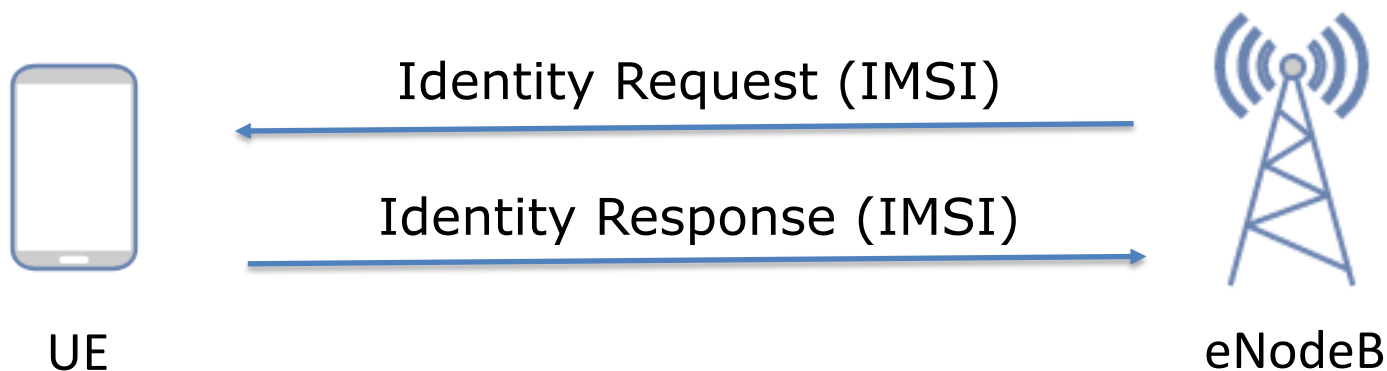 Identity Request (IMSI)
Identity Response (IMSI)
UE
eNodeB